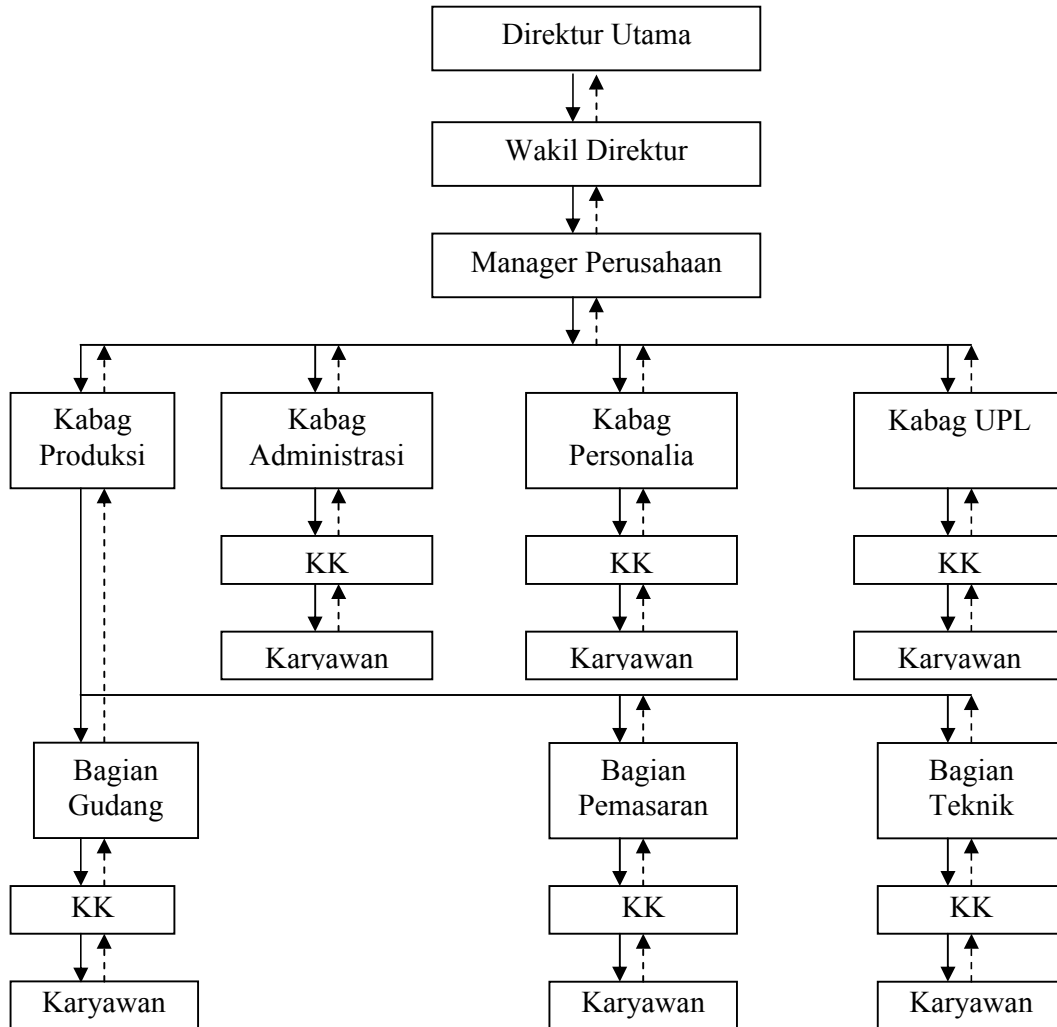 Direktur Utama
Wakil Direktur
Manager Perusahaan
Kabag
Produksi
Kabag
Administrasi
Kabag
Personalia
Kabag UPL
KK
KK
KK
Karyawan
Karyawan
Karyawan
Bagian
Gudang
Bagian
Pemasaran
Bagian
Teknik
KK
KK
KK
Karyawan
Karyawan
Karyawan